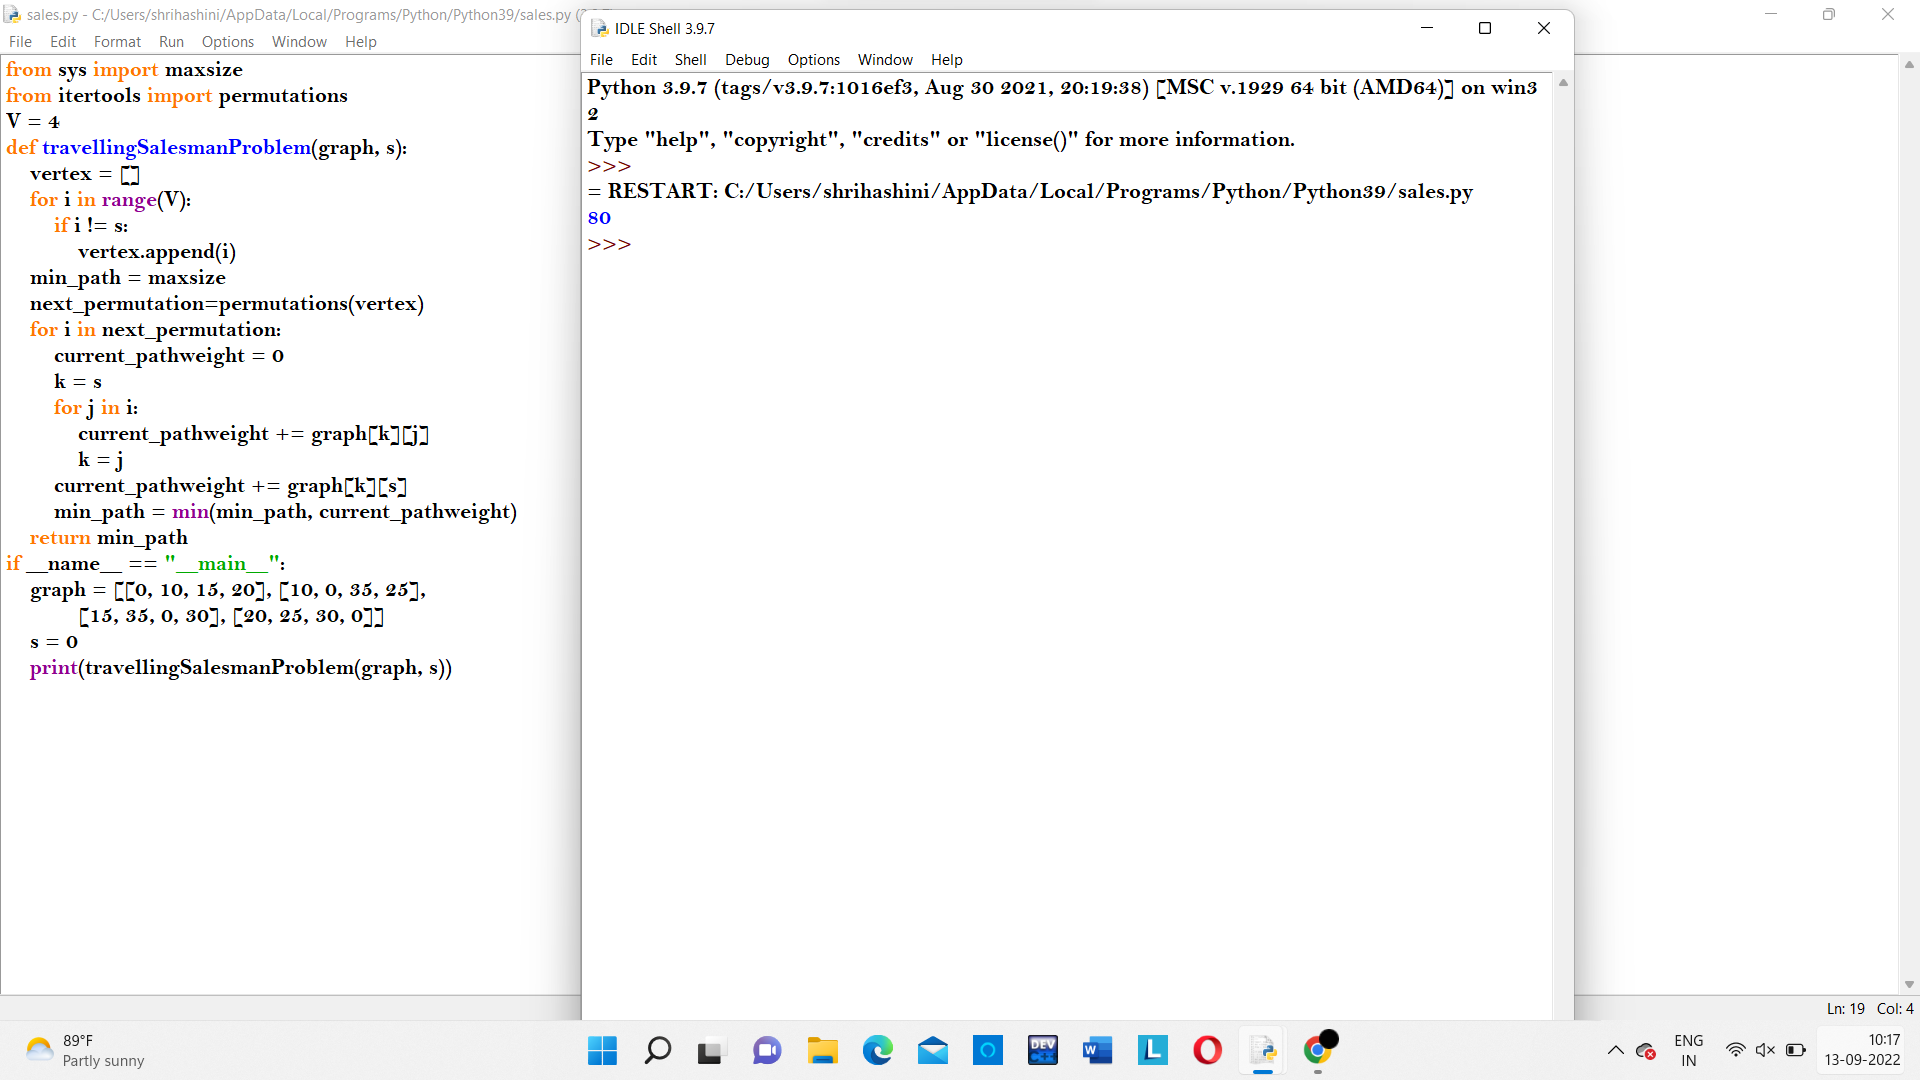 sales.py - C:/Users/shrihashini/AppData/Local/Programs/Python/Python39/sales.py
File Edit Format Run Options Window Help
from sys import maxsize
from itertools import permutations
V = 4
def travellingSalesmanProblem(graph, s):
    vertex = []
    for i in range(V):
        if i != s:
            vertex.append(i)
    min_path = maxsize
    next_permutation=permutations(vertex)
    for i in next_permutation:
        current_pathweight = 0
        k = s
        for j in i:
            current_pathweight += graph[k][j]
            k = j
        current_pathweight += graph[k][s]
        min_path = min(min_path, current_pathweight)
    return min_path
if __name__ == "__main__":
    graph = [[0, 10, 15, 20], [10, 0, 35, 25],
            [15, 35, 0, 30], [20, 25, 30, 0]]
    s = 0
    print(travellingSalesmanProblem(graph, s))
IDLE Shell 3.9.7
File Edit Shell Debug Options Window Help
Python 3.9.7 (tags/v3.9.7:1016ef3, Aug 30 2021, 20:19:38) [MSC v.1929 64 bit (AMD64)] on win3
2
Type "help", "copyright", "credits" or "license()" for more information.
>>>
= RESTART: C:/Users/shrihashini/AppData/Local/Programs/Python/Python39/sales.py
80
>>>
Ln: 19 Col: 4
89°F
Partly sunny
DEV
C++
W
L
ENG
IN
10:17
13-09-2022